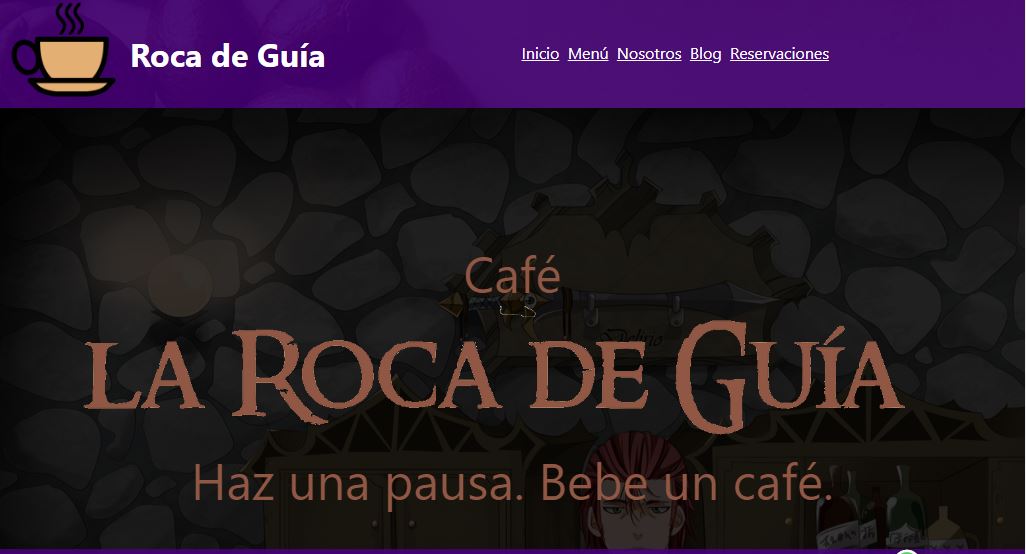 Roca de Guía
Inicio Menú Nosotros Blog Reservaciones
Café
Delirio
LA ROCA DE GUÍA
Haz una pausa. Bebe un café.